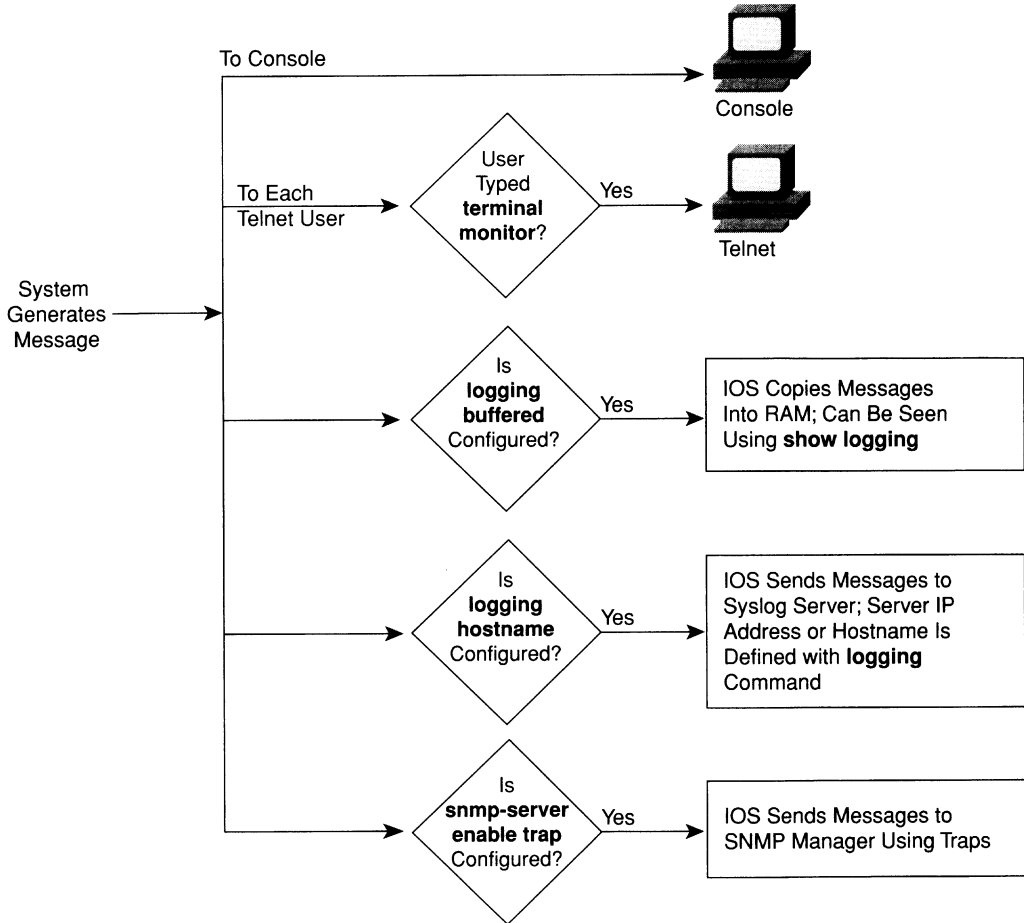 To Console
Console
User
Typed
terminal
monitor?
To Each
Telnet User
Yes
Telnet
System
Generates
Message
Is
logging
buffered
Configured?
Yes
IOS Copies Messages
Into RAM; Can Be Seen
Using show logging
Is
logging
hostname
Configured?
Yes
IOS Sends Messages to
Syslog Server; Server IP
Address or Hostname Is
Defined with logging
Command
Is
snmp-server
enable trap
Configured?
Yes
IOS Sends Messages to
SNMP Manager Using Traps